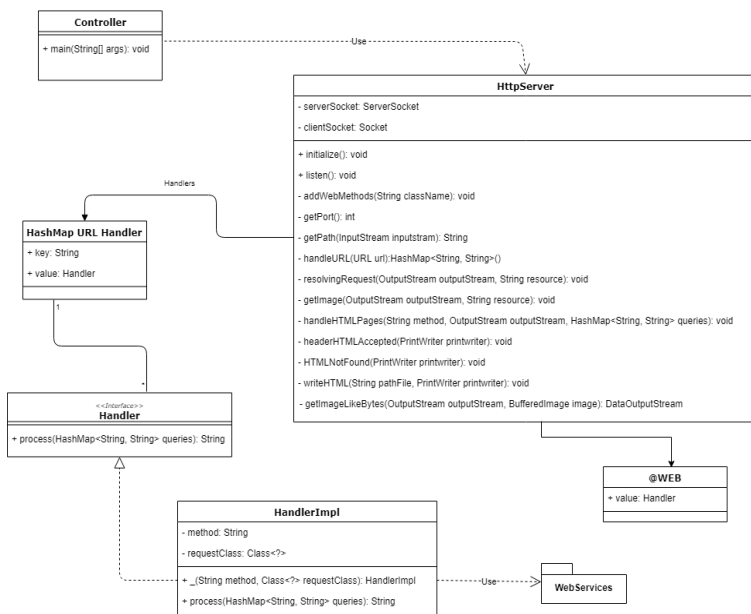 Controller
+ main(String[] args): void
Use
HttpServer
- serverSocket: ServerSocket
- clientSocket: Socket
+ initialize(): void
+ listen(): void
- addWebMethods(String className): void
- getPort(): int
- getPath(InputStream inputstram): String
- handleURL(URL url):HashMap<String, String>()
- resolvingRequest(OutputStream outputStream, String resource): void
- getImage(OutputStream outputStream, String resource): void
- handleHTMLPages(String method, OutputStream outputStream, HashMap<String, String> queries): void
- headerHTMLAccepted(PrintWriter printwriter): void
- HTMLNotFound(PrintWriter printwriter): void
- writeHTML(String pathFile, PrintWriter printwriter): void
- getImageLikeBytes(OutputStream outputStream, BufferedImage image): DataOutputStream
Handlers
HashMap URL Handler
+ key: String
+ value: Handler
1
*
<<Interface>>
Handler
+ process(HashMap<String, String> queries): String
@WEB
+ value: Handler
HandlerImpl
- method: String
- requestClass: Class<?>
+ _(String method, Class<?> requestClass): HandlerImpl
+ process(HashMap<String, String> queries): String
Use
WebServices